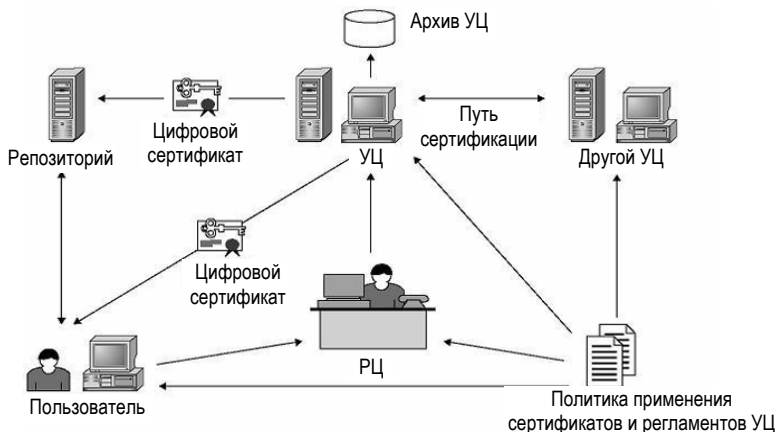 Архив УЦ
Цифровой
сертификат
Путь
сертификации
Репозиторий
УЦ
Другой УЦ
Цифровой
сертификат
РЦ
Пользователь
Политика применения
сертификатов и регламентов УЦ